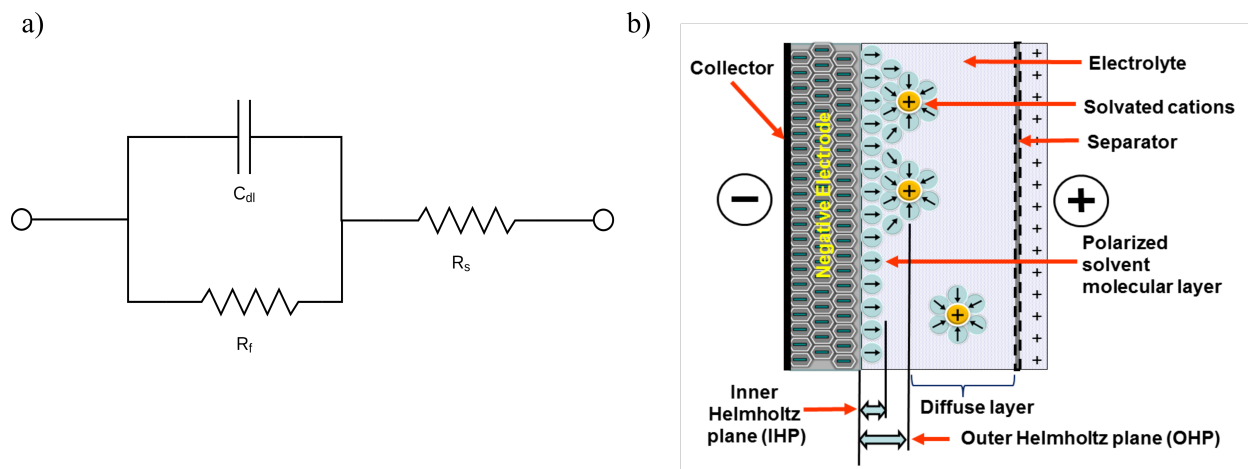 a)
C_dl
R_s
R_f
b)
Collector
Negative Electrode
Electrolyte
Solvated cations
Separator
−
+
Polarized
solvent
molecular layer
Inner
Helmholtz
plane (IHP)
Diffuse layer
Outer Helmholtz plane (OHP)